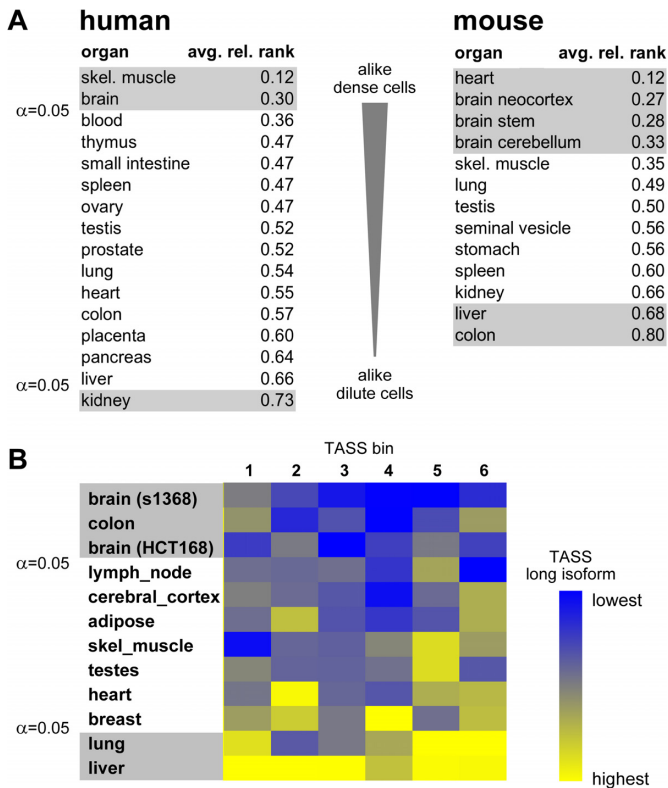 A
human
mouse
organ avg. rel. rank
skel. muscle 0.12
brain 0.30
blood 0.36
thymus 0.47
small intestine 0.47
spleen 0.47
ovary 0.47
testis 0.52
prostate 0.52
lung 0.54
heart 0.55
colon 0.57
placenta 0.60
pancreas 0.64
liver 0.66
kidney 0.73
α=0.05
α=0.05
alike
dense cells
alike
dilute cells
organ avg. rel. rank
heart 0.12
brain neocortex 0.27
brain stem 0.28
brain cerebellum 0.33
skel. muscle 0.35
lung 0.49
testis 0.50
seminal vesicle 0.56
stomach 0.56
spleen 0.60
kidney 0.66
liver 0.68
colon 0.80
B
TASS bin
1 2 3 4 5 6
brain (s1368)
colon
brain (HCT168)
lymph_node
cerebral_cortex
adipose
skel_muscle
testes
heart
breast
lung
liver
α=0.05
α=0.05
TASS
long isoform
lowest
highest